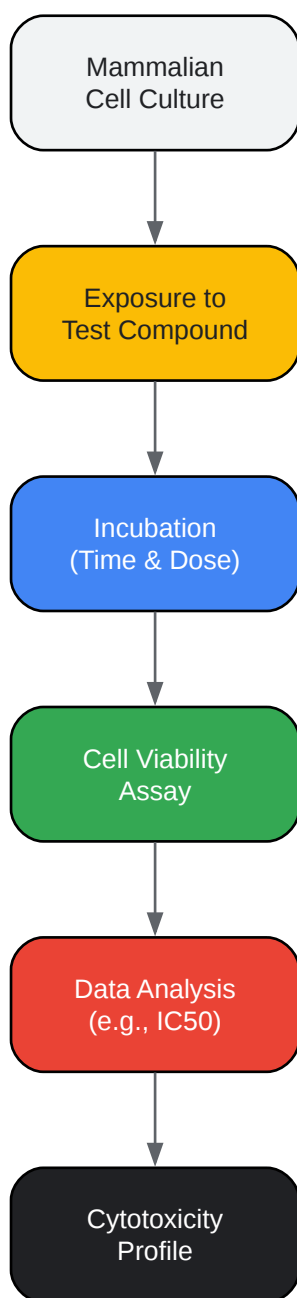 Mammalian
Cell Culture
Exposure to
Test Compound
Incubation
(Time & Dose)
Cell Viability
Assay
Data Analysis
(e.g., IC50)
Cytotoxicity
Profile